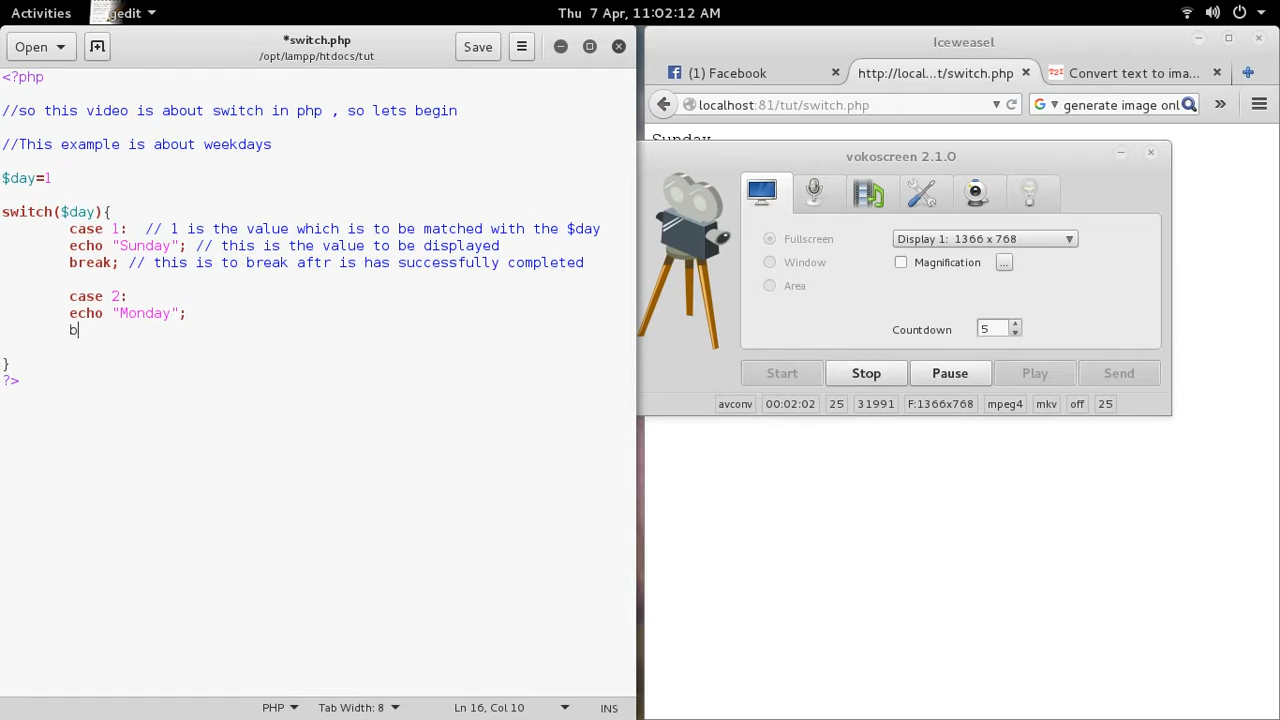 Activities
gedit
Thu 7 Apr, 11:02:12 AM
Open
*switch.php
/opt/lampp/htdocs/tut
Save
<?php
//so this video is about switch in php , so lets begin
//This example is about weekdays
$day=1
switch($day){
case 1:  // 1 is the value which is to be matched with the $day
echo "Sunday"; // this is the value to be displayed
break; // this is to break aftr is has successfully completed
case 2:
echo "Monday";
b
}
?>
PHP
Tab Width: 8
Ln 16, Col 10
INS
Iceweasel
(1) Facebook
http://local...t/switch.php
T2I
Convert text to ima...
localhost:81/tut/switch.php
generate image onl
Sunday
vokoscreen 2.1.0
Fullscreen
Display 1:  1366 x 768
Window
Magnification
...
Area
Countdown
5
Start
Stop
Pause
Play
Send
avconv
00:02:02
25
31991
F:1366x768
mpeg4
mkv
off
25